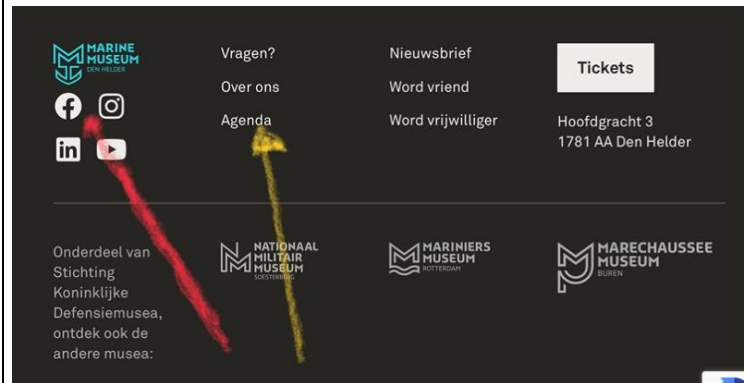 MARINE
MUSEUM
DEN HELDER
Vragen?
Over ons
Agenda
Nieuwsbrief
Word vriend
Word vrijwilliger
Tickets
Hoofdgracht 3
1781 AA Den Helder
Onderdeel van
Stichting
Koninklijke
Defensiemusea,
ontdek ook de
andere musea:
NATIONAAL
MILITAIR
MUSEUM
SOESTERBERG
MARINIERS
MUSEUM
ROTTERDAM
MARECHAUSSEE
MUSEUM
BUREN